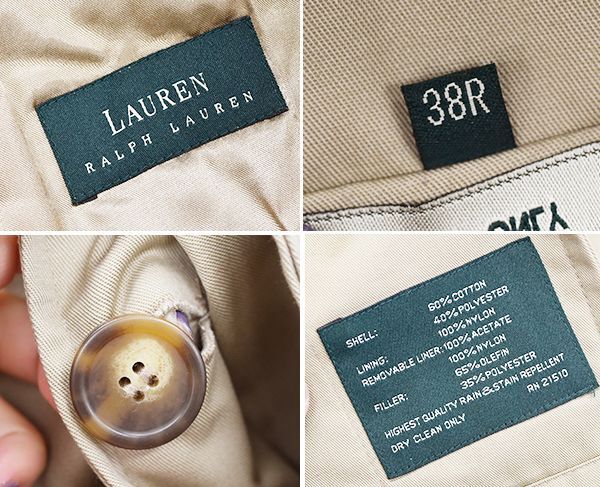 LAUREN
RALPH LAUREN
38R
ONLY
SHELL: 60% COTTON
40% POLYESTER
LINING: 100% NYLON
REMOVABLE LINER: 100% ACETATE
100% NYLON
FILLER: 65% OLEFIN
35% POLYESTER
HIGHEST QUALITY RAIN & STAIN REPELLENT
DRY CLEAN ONLY RN 21510